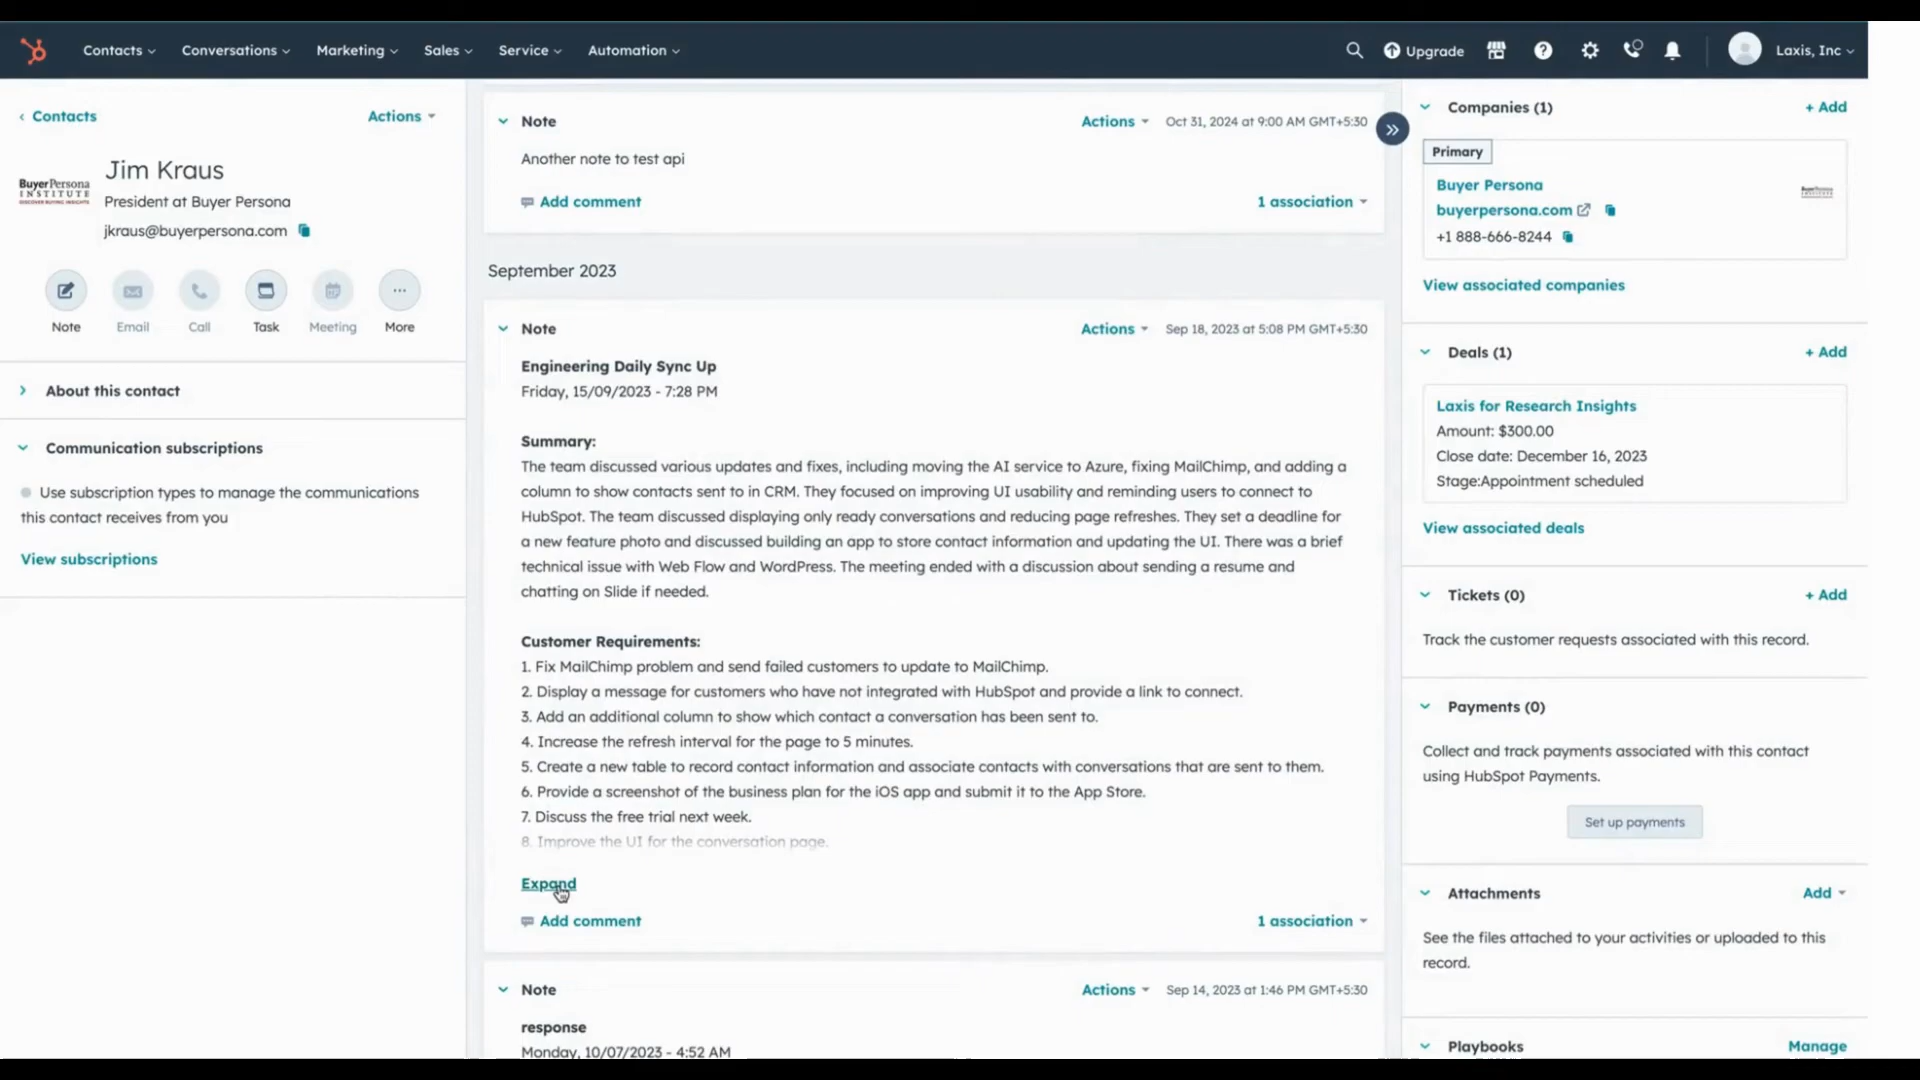 Contacts
Conversations
Marketing
Sales
Service
Automation
Upgrade
Laxis, Inc
Contacts
Actions
BuyerPersona
INSTITUTE
Jim Kraus
President at Buyer Persona
jkraus@buyerpersona.com
Note
Email
Call
Task
Meeting
More
About this contact
Communication subscriptions
Use subscription types to manage the communications
this contact receives from you
View subscriptions
Note
Actions
Oct 31, 2024 at 9:00 AM GMT+5:30
Another note to test api
Add comment
1 association
September 2023
Note
Actions
Sep 18, 2023 at 5:08 PM GMT+5:30
Engineering Daily Sync Up
Friday, 15/09/2023 - 7:28 PM
Summary:
The team discussed various updates and fixes, including moving the AI service to Azure, fixing MailChimp, and adding a
column to show contacts sent to in CRM. They focused on improving UI usability and reminding users to connect to
HubSpot. The team discussed displaying only ready conversations and reducing page refreshes. They set a deadline for
a new feature photo and discussed building an app to store contact information and updating the UI. There was a brief
technical issue with Web Flow and WordPress. The meeting ended with a discussion about sending a resume and
chatting on Slide if needed.
Customer Requirements:
1. Fix MailChimp problem and send failed customers to update to MailChimp.
2. Display a message for customers who have not integrated with HubSpot and provide a link to connect.
3. Add an additional column to show which contact a conversation has been sent to.
4. Increase the refresh interval for the page to 5 minutes.
5. Create a new table to record contact information and associate contacts with conversations that are sent to them.
6. Provide a screenshot of the business plan for the iOS app and submit it to the App Store.
7. Discuss the free trial next week.
8. Improve the UI for the conversation page.
Expand
Add comment
1 association
Note
Actions
Sep 14, 2023 at 1:46 PM GMT+5:30
response
Monday, 10/07/2023 - 4:52 AM
Companies (1)
+ Add
Primary
Buyer Persona
buyerpersona.com
+1 888-666-8244
View associated companies
Deals (1)
+ Add
Laxis for Research Insights
Amount: $300.00
Close date: December 16, 2023
Stage:Appointment scheduled
View associated deals
Tickets (0)
+ Add
Track the customer requests associated with this record.
Payments (0)
Collect and track payments associated with this contact
using HubSpot Payments.
Set up payments
Attachments
Add
See the files attached to your activities or uploaded to this
record.
Playbooks
Manage